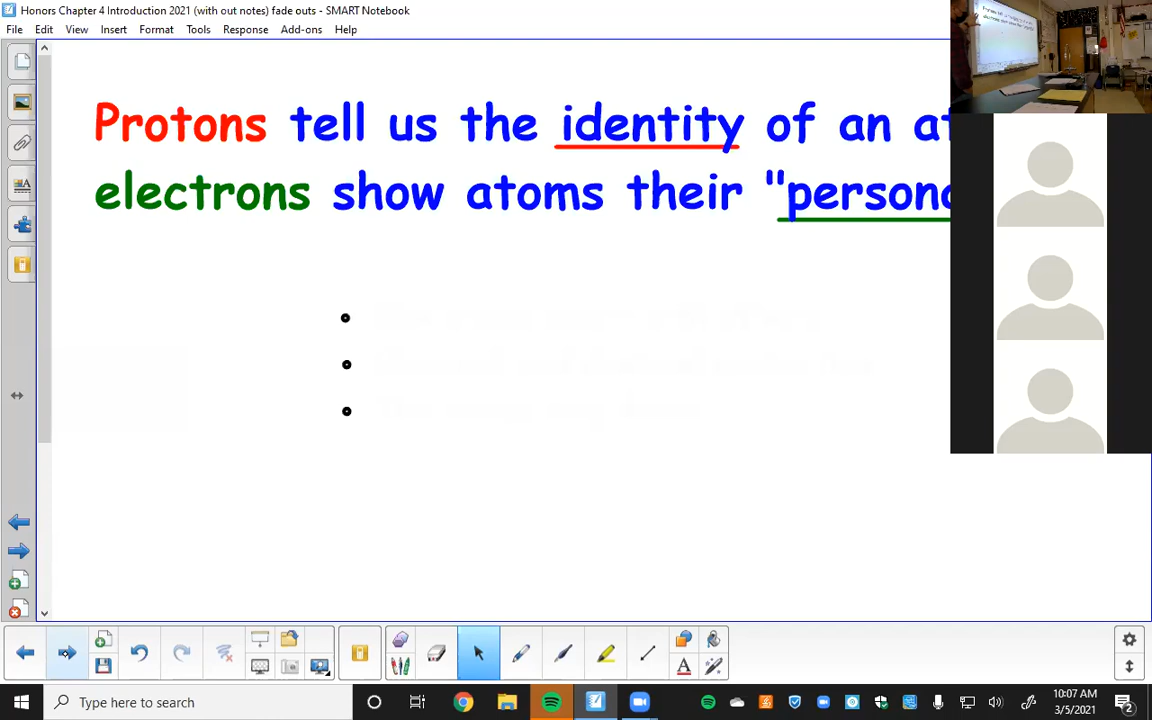 Honors Chapter 4 Introduction 2021 (with out notes) fade outs - SMART Notebook
File Edit View Insert Format Tools Response Add-ons Help
Protons tell us the identity of an at
electrons show atoms their "persona
Type here to search
10:07 AM
3/5/2021
2